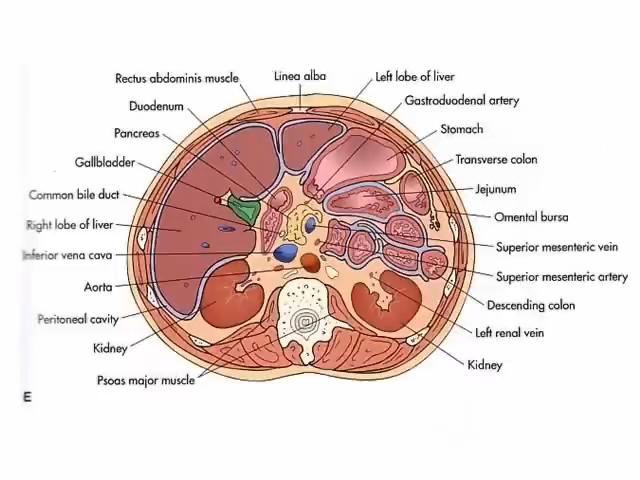 Rectus abdominis muscle
Linea alba
Left lobe of liver
Duodenum
Gastroduodenal artery
Pancreas
Stomach
Gallbladder
Transverse colon
Common bile duct
Jejunum
Right lobe of liver
Omental bursa
Inferior vena cava
Superior mesenteric vein
Aorta
Superior mesenteric artery
Peritoneal cavity
Descending colon
Kidney
Left renal vein
Psoas major muscle
Kidney
E